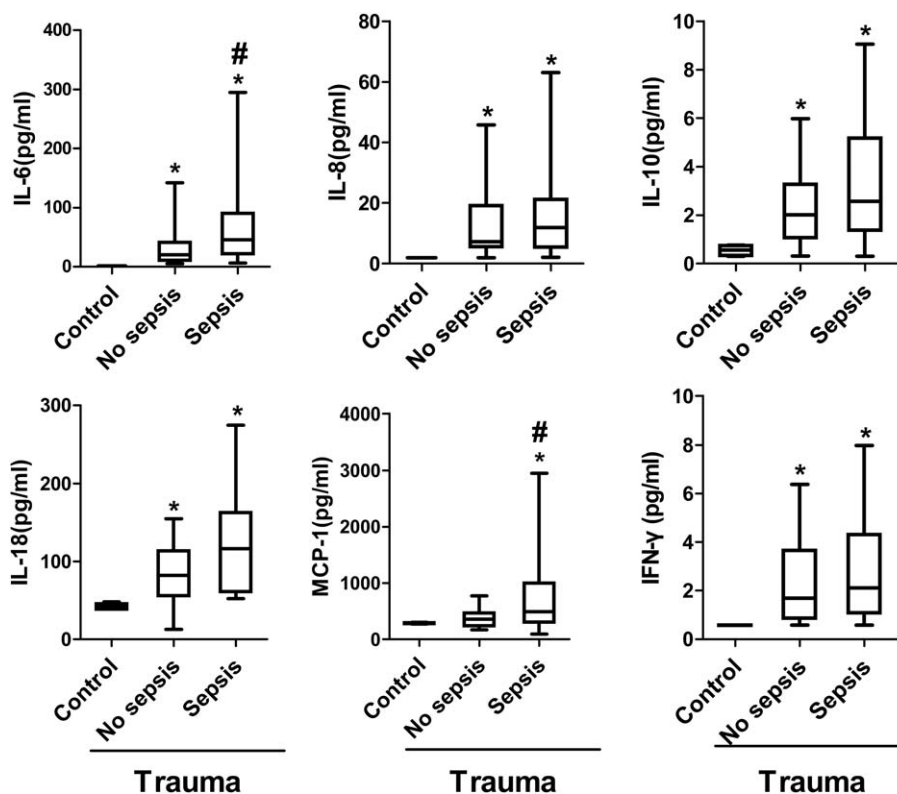 IL-6(pg/ml)
400
300
200
100
0
*
#
*
Control
No sepsis
Sepsis
IL-8(pg/ml)
80
60
40
20
0
*
*
Control
No sepsis
Sepsis
IL-10(pg/ml)
10
8
6
4
2
0
*
*
Control
No sepsis
Sepsis
IL-18(pg/ml)
300
200
100
0
*
*
Control
No sepsis
Sepsis
Trauma
MCP-1(pg/ml)
4000
3000
2000
1000
0
#
*
Control
No sepsis
Sepsis
Trauma
IFN-γ (pg/ml)
10
8
6
4
2
0
*
*
Control
No sepsis
Sepsis
Trauma